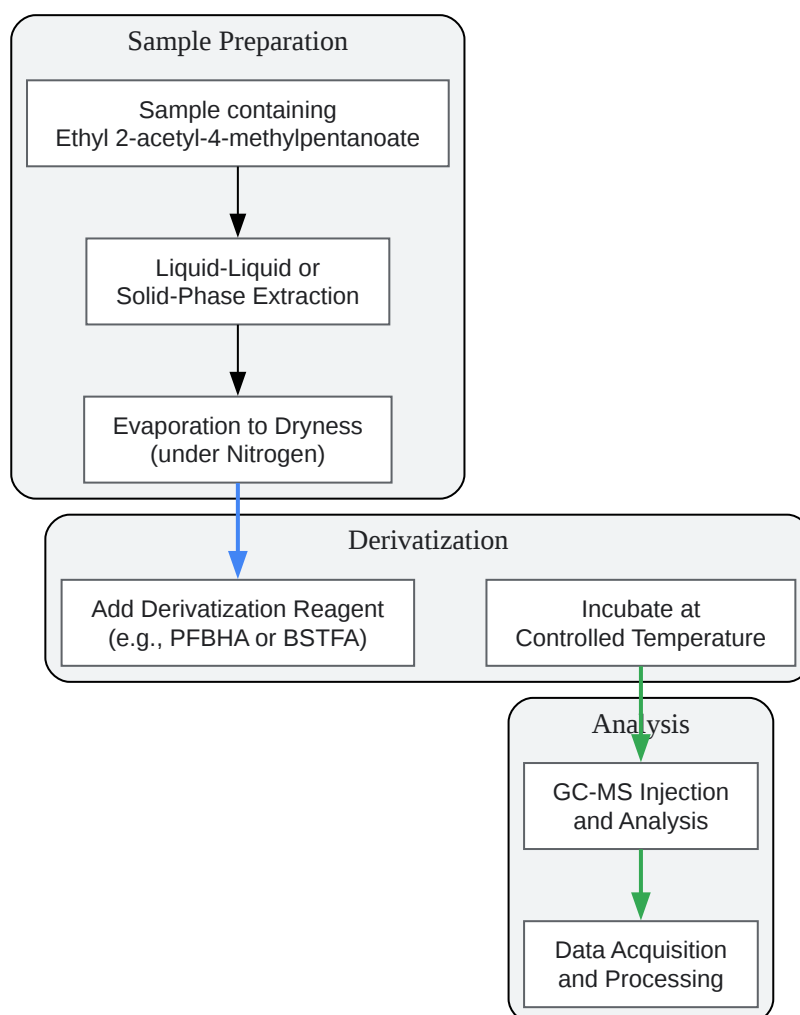 Sample Preparation
Sample containing
Ethyl 2-acetyl-4-methylpentanoate
Liquid-Liquid or
Solid-Phase Extraction
Evaporation to Dryness
(under Nitrogen)
Derivatization
Add Derivatization Reagent
(e.g., PFBHA or BSTFA)
Incubate at
Controlled Temperature
Analysis
GC-MS Injection
and Analysis
Data Acquisition
and Processing